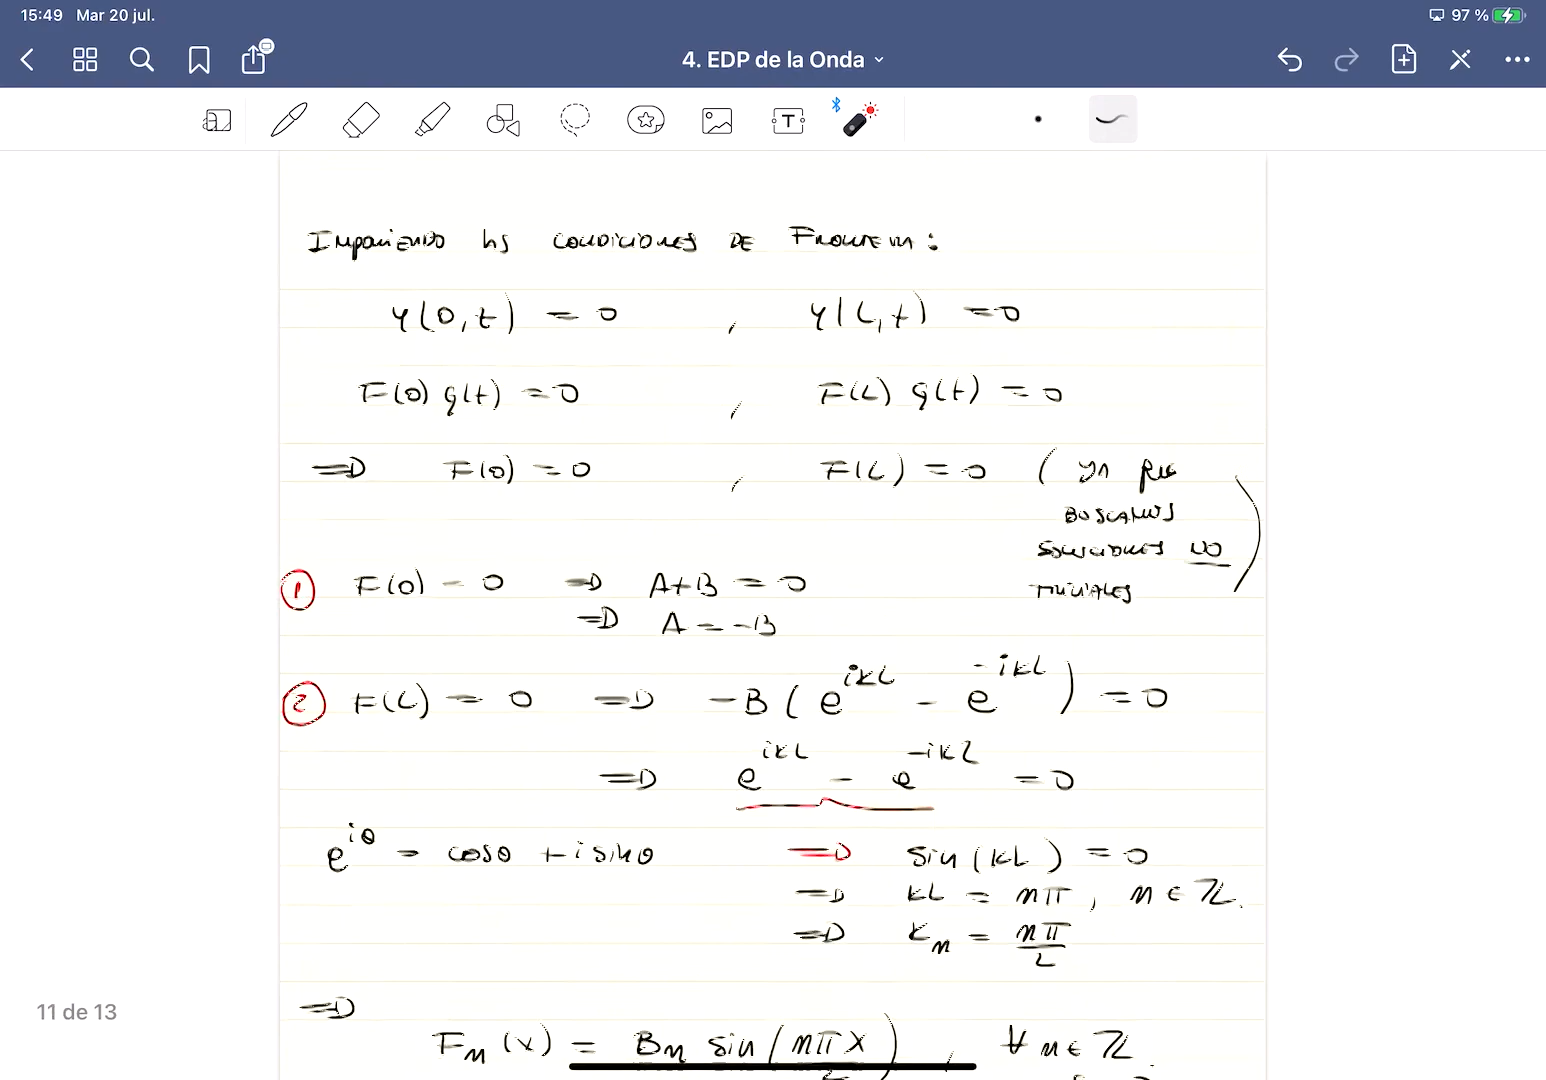 15:49 Mar 20 jul. 97 %
4. EDP de la Onda
Imponiendo las condiciones de Frontera:
y(0,t) = 0 , y(L,t) = 0
F(0) g(t) = 0 , F(L) g(t) = 0
⇒ F(0) = 0 , F(L) = 0 (ya que
buscamos
soluciones no
triviales)
① F(0) = 0 ⇒ A+B = 0
⇒ A = -B
② F(L) = 0 ⇒ -B(e^{ikL} - e^{-ikL}) = 0
⇒ e^{ikL} - e^{-ikL} = 0
e^{iθ} = cosθ + i sinθ ⇒ sin(kL) = 0
⇒ kL = nπ, n ∈ ℤ.
⇒ k_n = nπ/L
11 de 13
⇒
F_n(x) = B_n sin(nπx/L), ∀ n ∈ ℤ